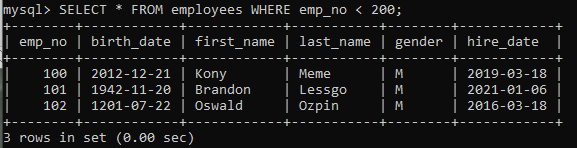 mysql> SELECT * FROM employees WHERE emp_no < 200;
+--------+------------+------------+-----------+--------+------------+
| emp_no | birth_date | first_name | last_name | gender | hire_date  |
+--------+------------+------------+-----------+--------+------------+
|    100 | 2012-12-21 | Kony       | Meme      | M      | 2019-03-18 |
|    101 | 1942-11-20 | Brandon    | Lessgo    | M      | 2021-01-06 |
|    102 | 1201-07-22 | Oswald     | Ozpin     | M      | 2016-03-18 |
+--------+------------+------------+-----------+--------+------------+
3 rows in set (0.00 sec)